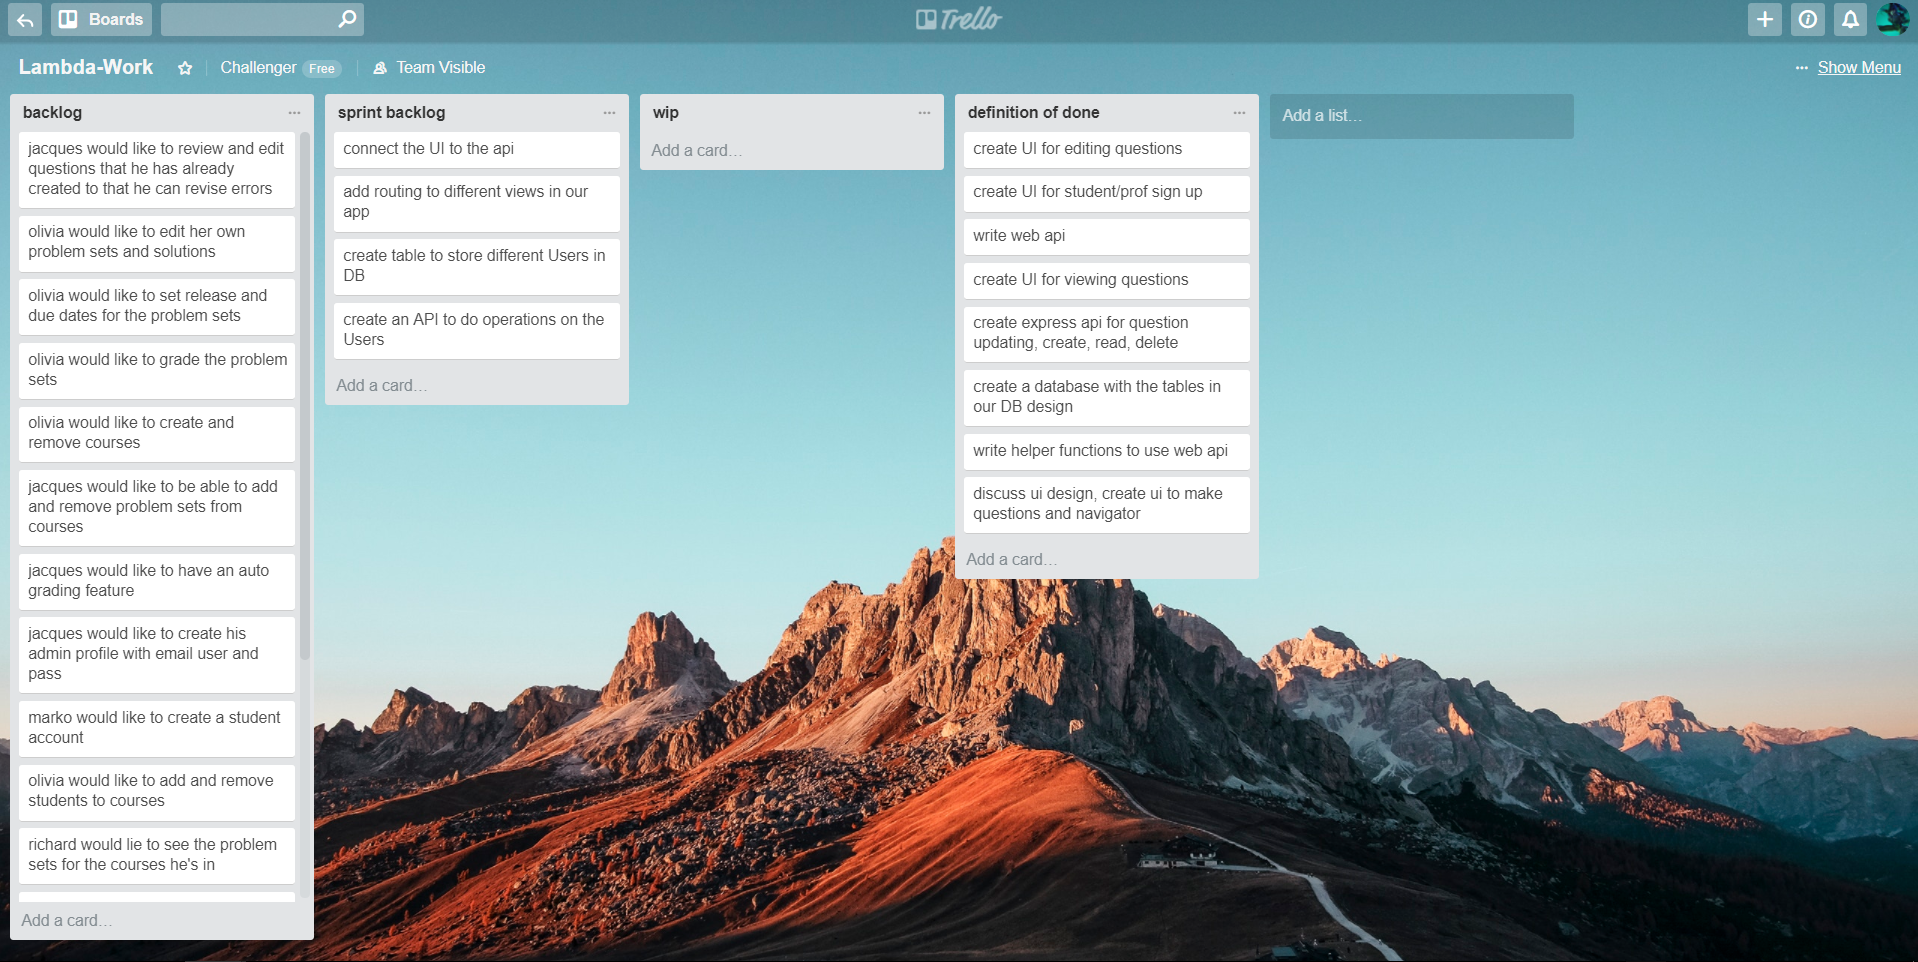 Boards
Trello
Lambda-Work
Challenger Free
Team Visible
··· Show Menu
backlog ···
jacques would like to review and edit
questions that he has already
created to that he can revise errors
olivia would like to edit her own
problem sets and solutions
olivia would like to set release and
due dates for the problem sets
olivia would like to grade the problem
sets
olivia would like to create and
remove courses
jacques would like to be able to add
and remove problem sets from
courses
jacques would like to have an auto
grading feature
jacques would like to create his
admin profile with email user and
pass
marko would like to create a student
account
olivia would like to add and remove
students to courses
richard would lie to see the problem
sets for the courses he's in
Add a card…
sprint backlog ···
connect the UI to the api
add routing to different views in our
app
create table to store different Users in
DB
create an API to do operations on the
Users
Add a card…
wip ···
Add a card…
definition of done ···
create UI for editing questions
create UI for student/prof sign up
write web api
create UI for viewing questions
create express api for question
updating, create, read, delete
create a database with the tables in
our DB design
write helper functions to use web api
discuss ui design, create ui to make
questions and navigator
Add a card…
Add a list…